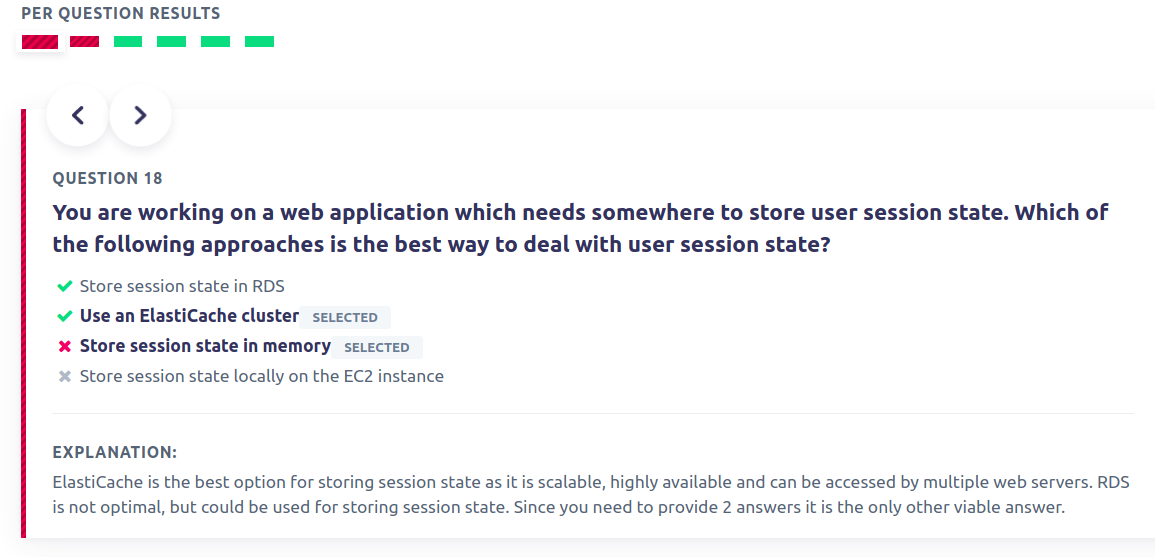 PER QUESTION RESULTS
QUESTION 18
You are working on a web application which needs somewhere to store user session state. Which of
the following approaches is the best way to deal with user session state?
Store session state in RDS
Use an ElastiCache cluster SELECTED
Store session state in memory SELECTED
Store session state locally on the EC2 instance
EXPLANATION:
ElastiCache is the best option for storing session state as it is scalable, highly available and can be accessed by multiple web servers. RDS
is not optimal, but could be used for storing session state. Since you need to provide 2 answers it is the only other viable answer.